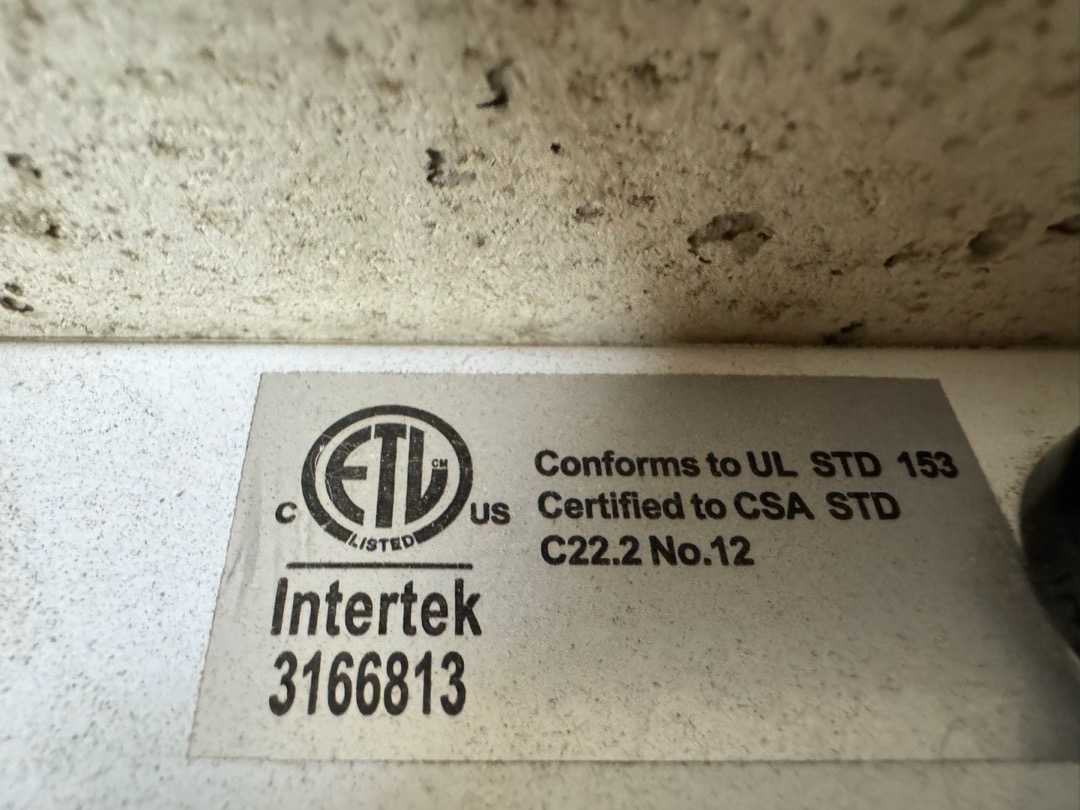 ETL CM
C US
LISTED
Intertek
3166813
Conforms to UL STD 153
Certified to CSA STD
C22.2 No.12